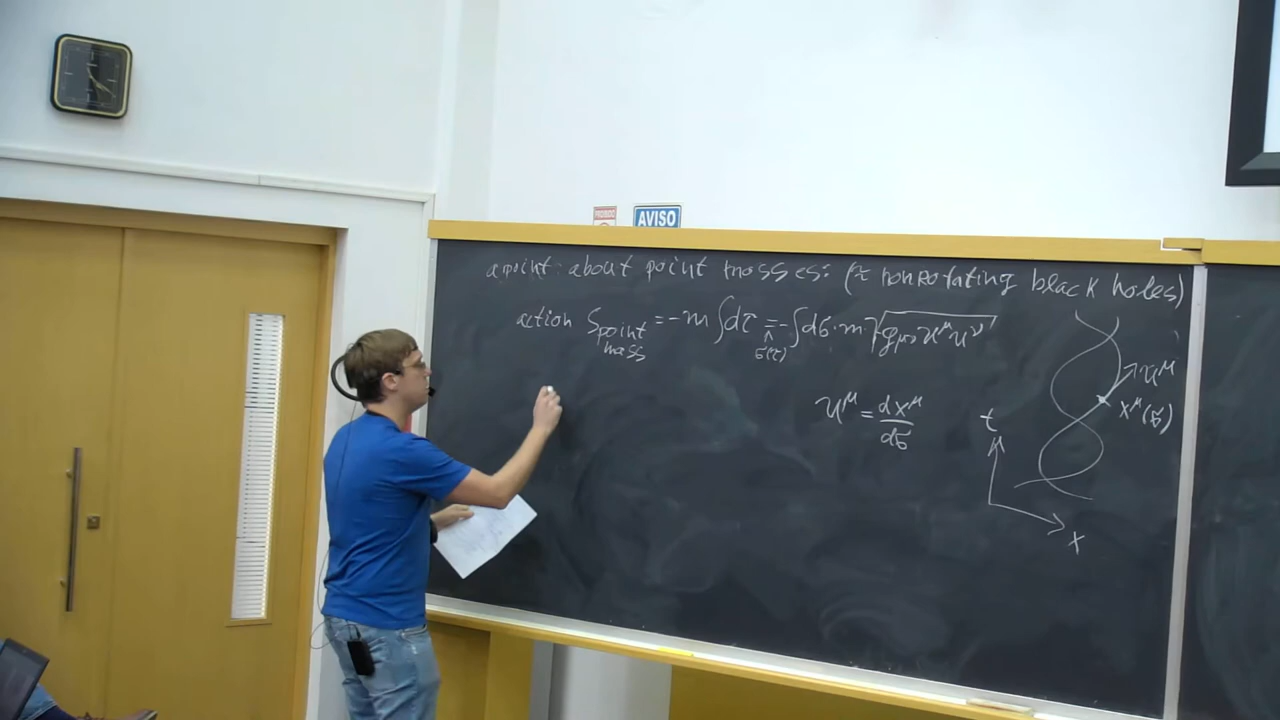 AVISO
a point: about point masses: (≈ nonrotating black holes)
action S_point mass = -m ∫dτ = -∫dσ·m √(g_μν u^μ u^ν)
σ(τ)
u^μ
x^μ(σ)
u^μ = dx^μ/dσ
t
x